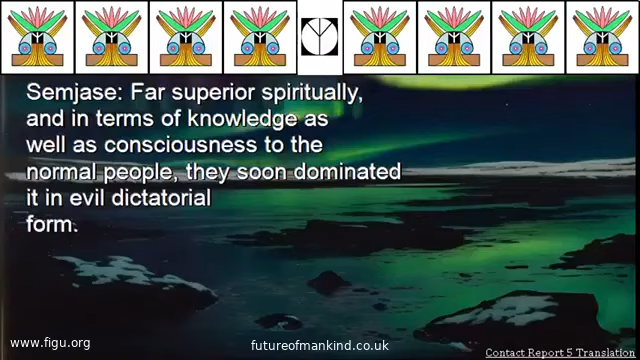 Semjase: Far superior spiritually,
and in terms of knowledge as
well as consciousness to the
normal people, they soon dominated
it in evil dictatorial
form.
www.figu.org
futureofmankind.co.uk
Contact Report 5 Translation